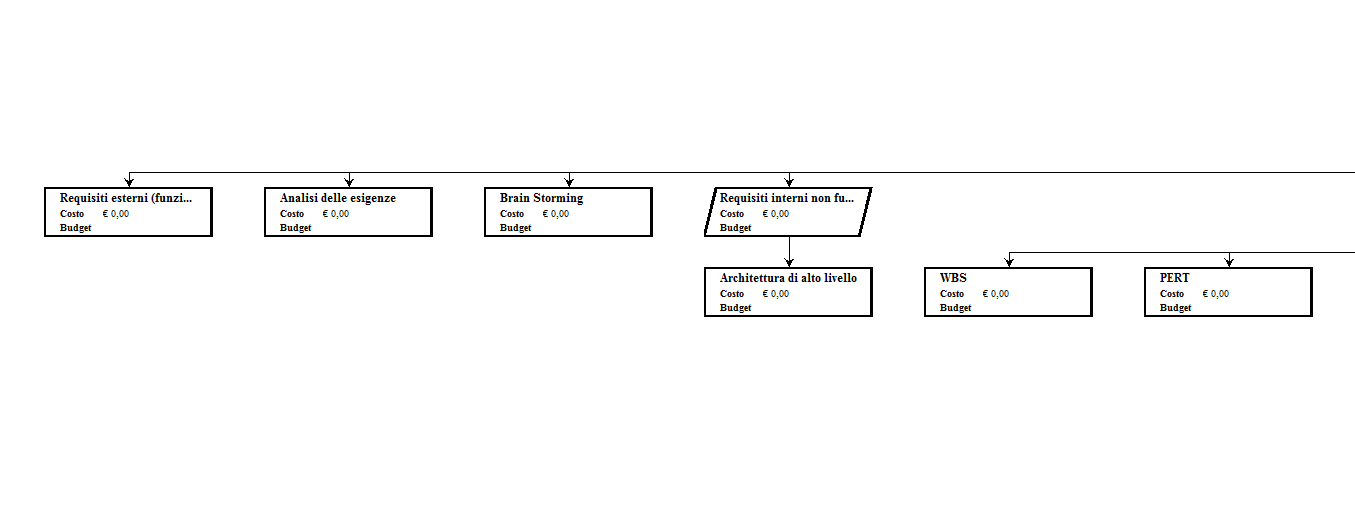 Requisiti esterni (funzi...
Costo € 0,00
Budget
Analisi delle esigenze
Costo € 0,00
Budget
Brain Storming
Costo € 0,00
Budget
Requisiti interni non fu...
Costo € 0,00
Budget
Architettura di alto livello
Costo € 0,00
Budget
WBS
Costo € 0,00
Budget
PERT
Costo € 0,00
Budget